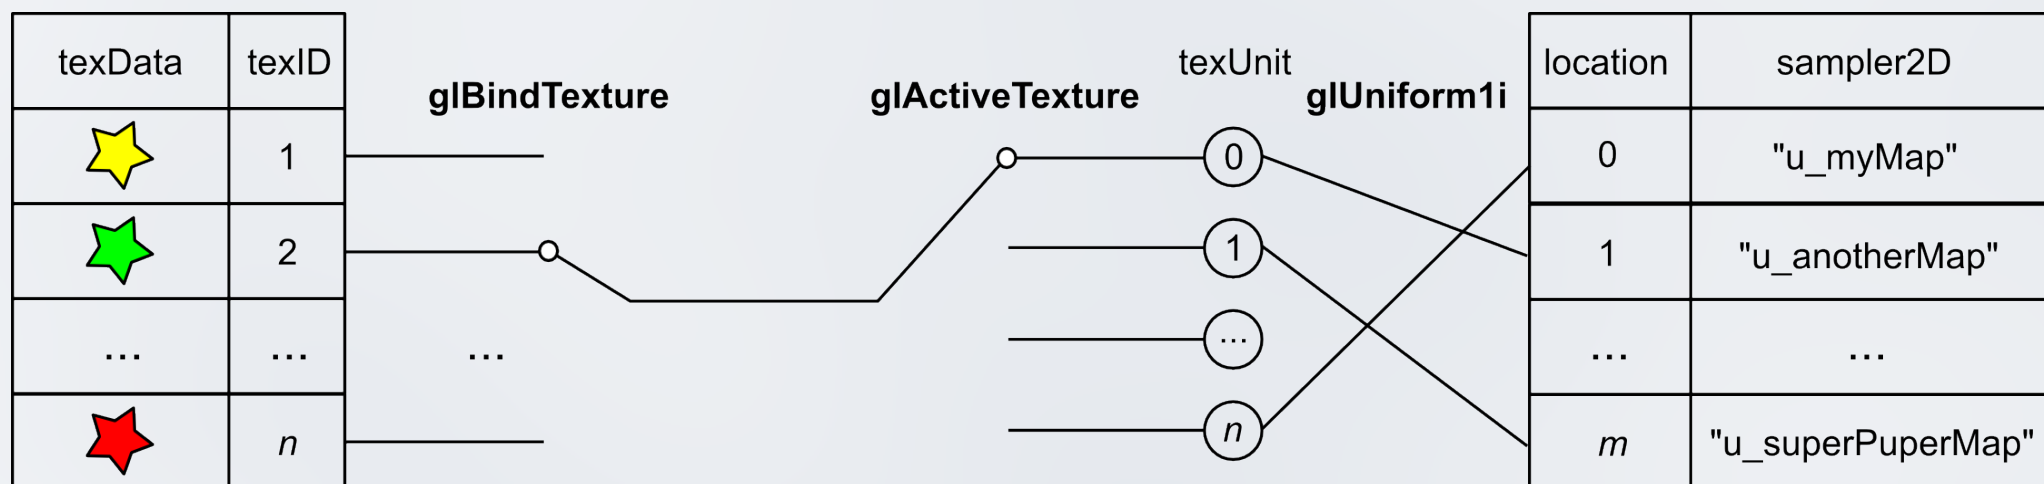 texData texID texUnit location sampler2D
glBindTexture glActiveTexture glUniform1i
1 0 0 "u_myMap"
2 1 1 "u_anotherMap"
... ... ... ... ... ...
n n m "u_superPuperMap"